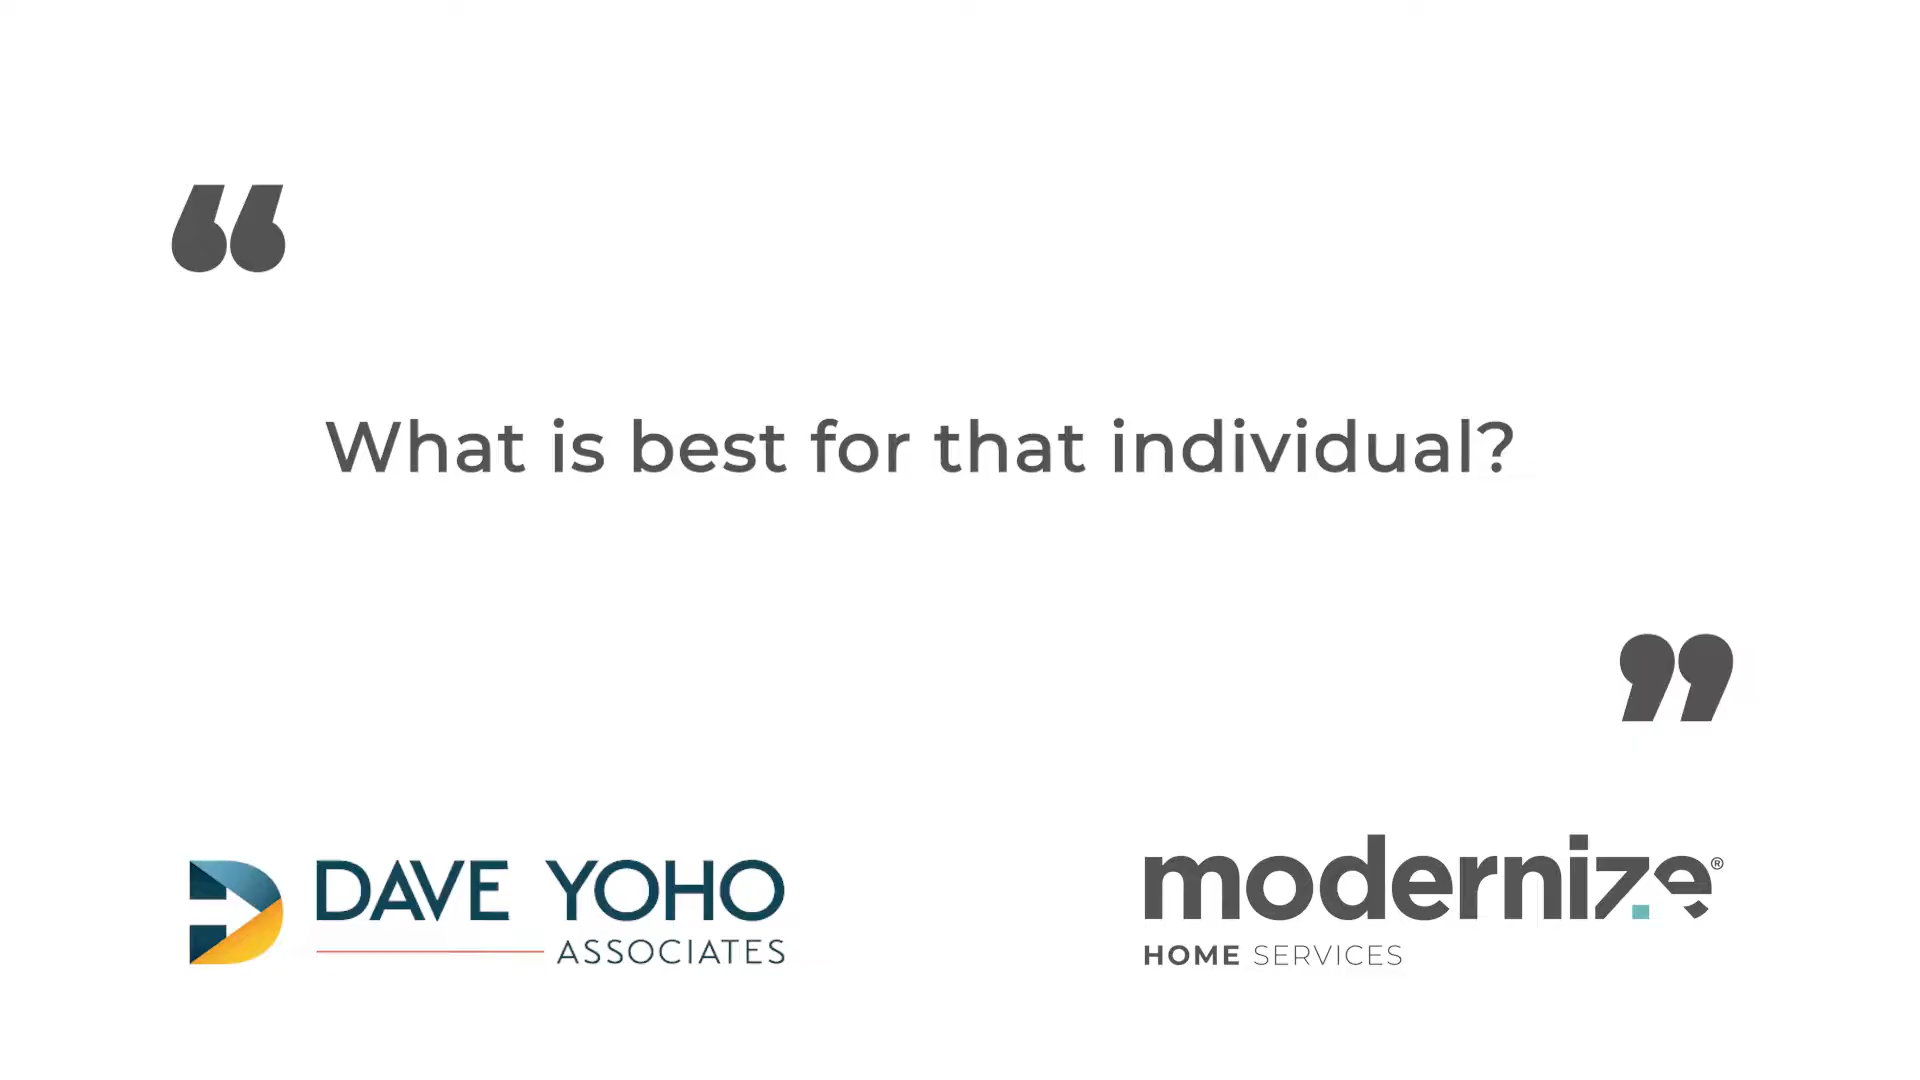 “
What is best for that individual?
”
DAVE YOHO
ASSOCIATES
modernize®
HOME SERVICES